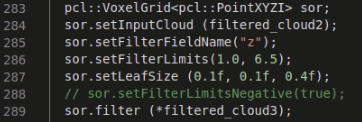 283 pcl::VoxelGrid<pcl::PointXYZI> sor;
284 sor.setInputCloud (filtered_cloud2);
285 sor.setFilterFieldName("z");
286 sor.setFilterLimits(1.0, 6.5);
287 sor.setLeafSize (0.1f, 0.1f, 0.4f);
288 // sor.setFilterLimitsNegative(true);
289 sor.filter (*filtered_cloud3);